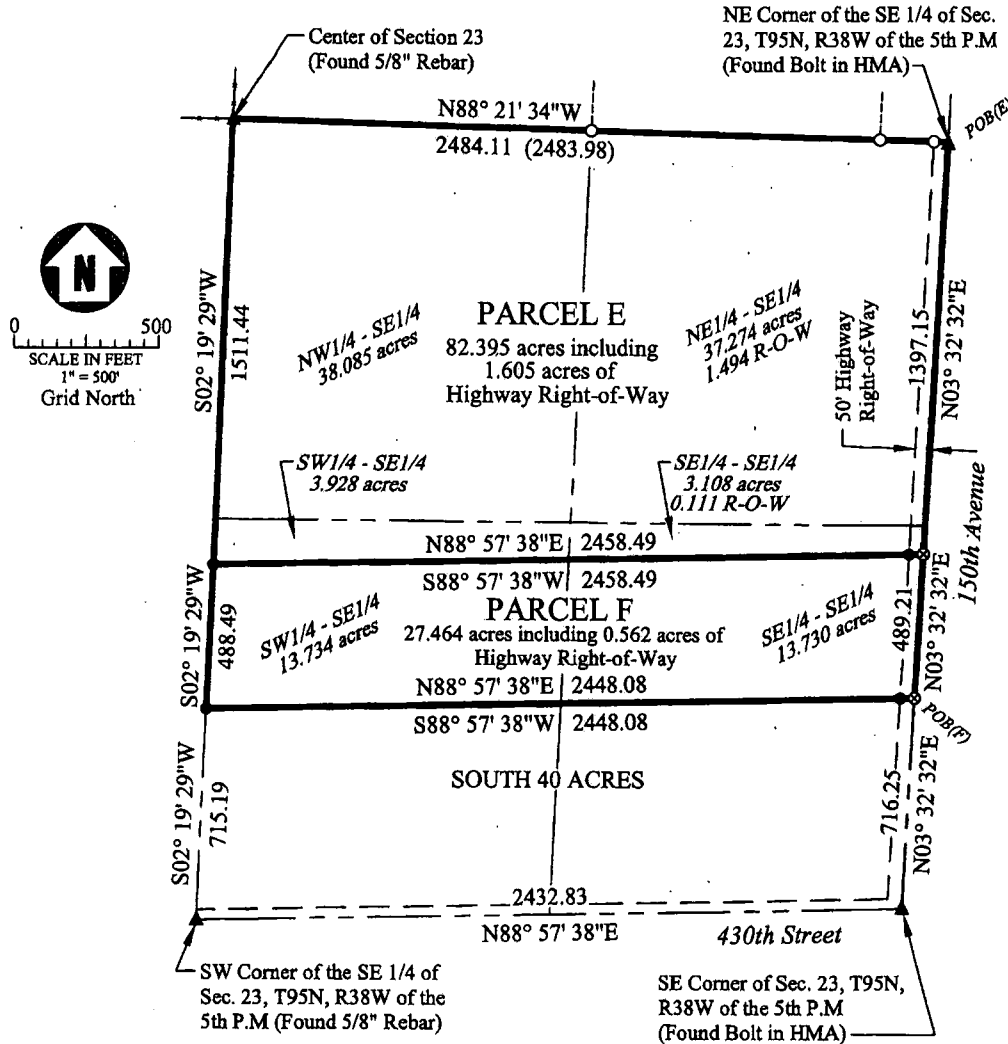 Center of Section 23
(Found 5/8" Rebar)
NE Corner of the SE 1/4 of Sec.
23, T95N, R38W of the 5th P.M
(Found Bolt in HMA)
POB(E)
N88° 21' 34"W
2484.11 (2483.98)
N
0 500
SCALE IN FEET
1" = 500'
Grid North
S02° 19' 29"W
1511.44
NW1/4 - SE1/4
38.085 acres
PARCEL E
82.395 acres including
1.605 acres of
Highway Right-of-Way
NE1/4 - SE1/4
37.274 acres
1.494 R-O-W
50' Highway
Right-of-Way
1397.15
N03° 32' 32"E
150th Avenue
SW1/4 - SE1/4
3.928 acres
SE1/4 - SE1/4
3.108 acres
0.111 R-O-W
N88° 57' 38"E 2458.49
S88° 57' 38"W 2458.49
S02° 19' 29"W
488.49
SW1/4 - SE1/4
13.734 acres
PARCEL F
27.464 acres including 0.562 acres of
Highway Right-of-Way
SE1/4 - SE1/4
13.730 acres
489.21
N03° 32' 32"E
N88° 57' 38"E 2448.08
S88° 57' 38"W 2448.08
POB(F)
S02° 19' 29"W
715.19
SOUTH 40 ACRES
716.25
N03° 32' 32"E
2432.83
N88° 57' 38"E
430th Street
SW Corner of the SE 1/4 of
Sec. 23, T95N, R38W of the
5th P.M (Found 5/8" Rebar)
SE Corner of Sec. 23, T95N,
R38W of the 5th P.M
(Found Bolt in HMA)